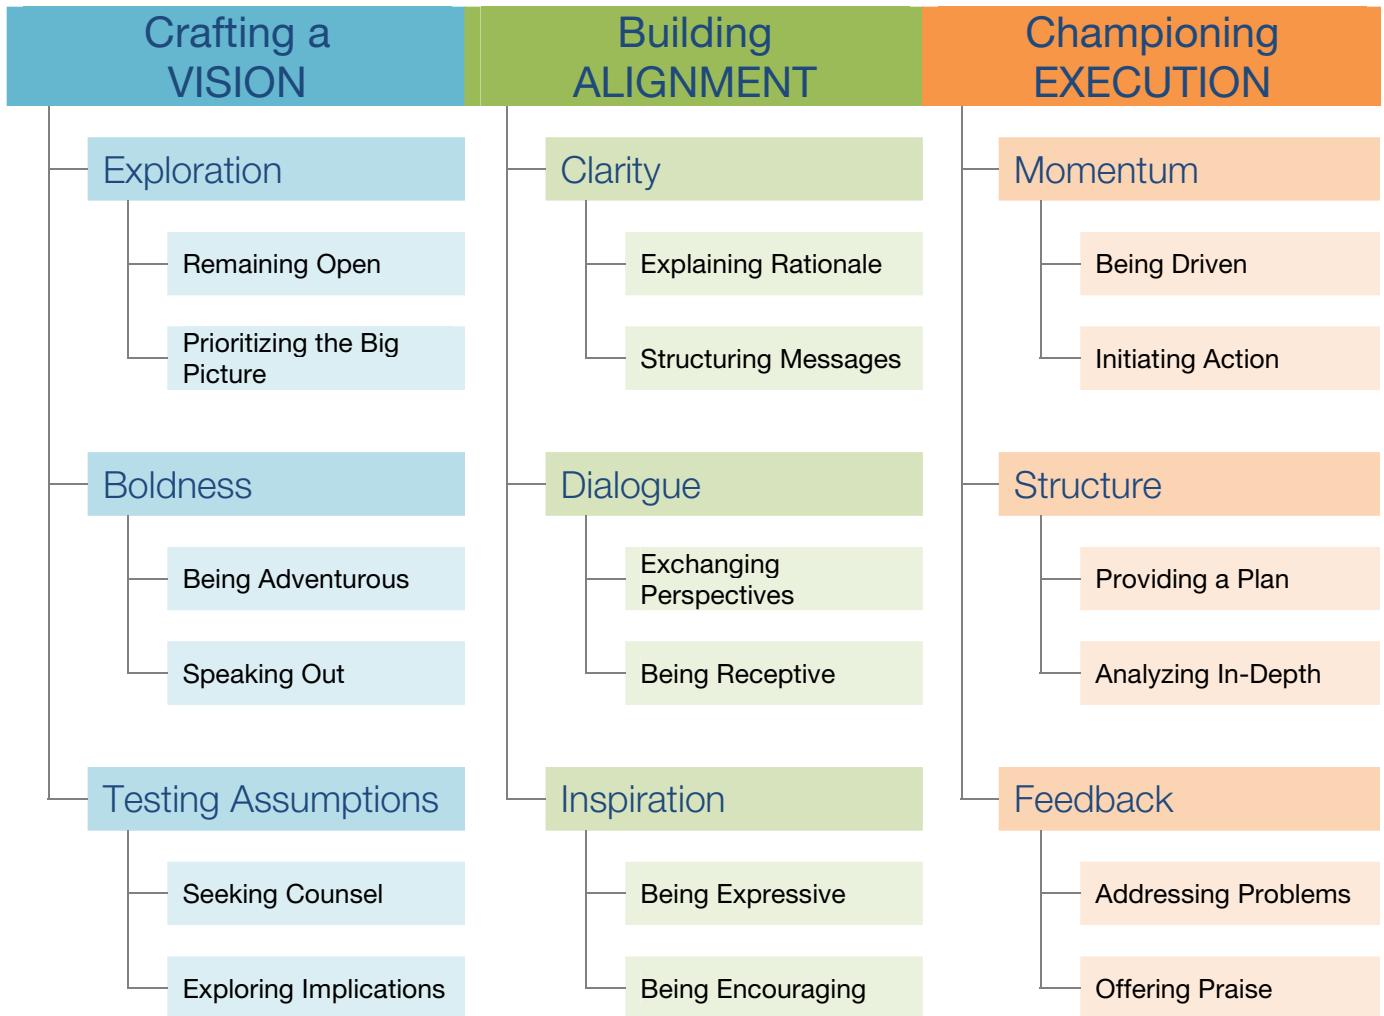 Crafting a
VISION
Exploration
Remaining Open
Prioritizing the Big
Picture
Boldness
Being Adventurous
Speaking Out
Testing Assumptions
Seeking Counsel
Exploring Implications
Building
ALIGNMENT
Clarity
Explaining Rationale
Structuring Messages
Dialogue
Exchanging
Perspectives
Being Receptive
Inspiration
Being Expressive
Being Encouraging
Championing
EXECUTION
Momentum
Being Driven
Initiating Action
Structure
Providing a Plan
Analyzing In-Depth
Feedback
Addressing Problems
Offering Praise